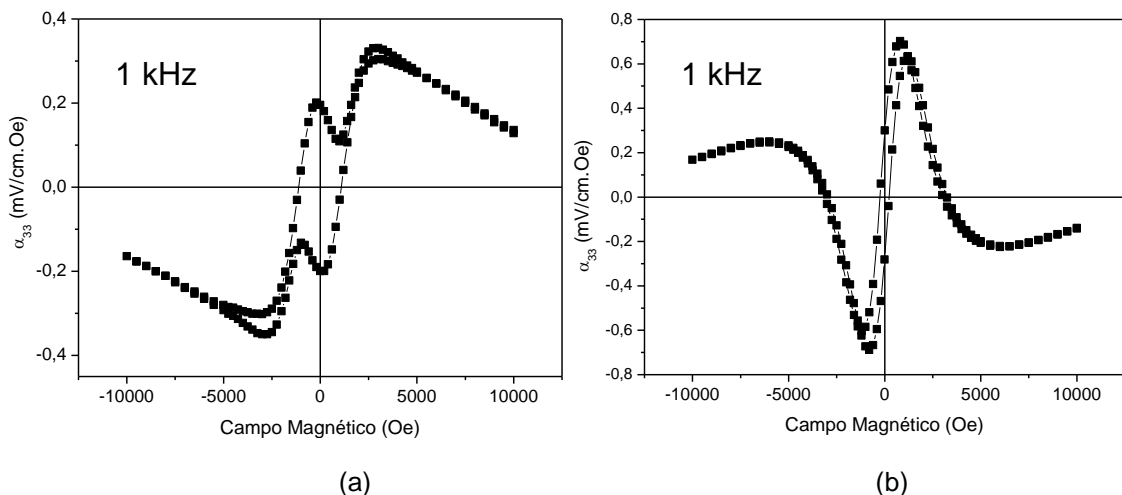 1 kHz
α33 (mV/cm.Oe)
0,4
0,2
0,0
-0,2
-0,4
-10000 -5000 0 5000 10000
Campo Magnético (Oe)
(a)
1 kHz
α33 (mV/cm.Oe)
0,8
0,6
0,4
0,2
0,0
-0,2
-0,4
-0,6
-0,8
-10000 -5000 0 5000 10000
Campo Magnético (Oe)
(b)